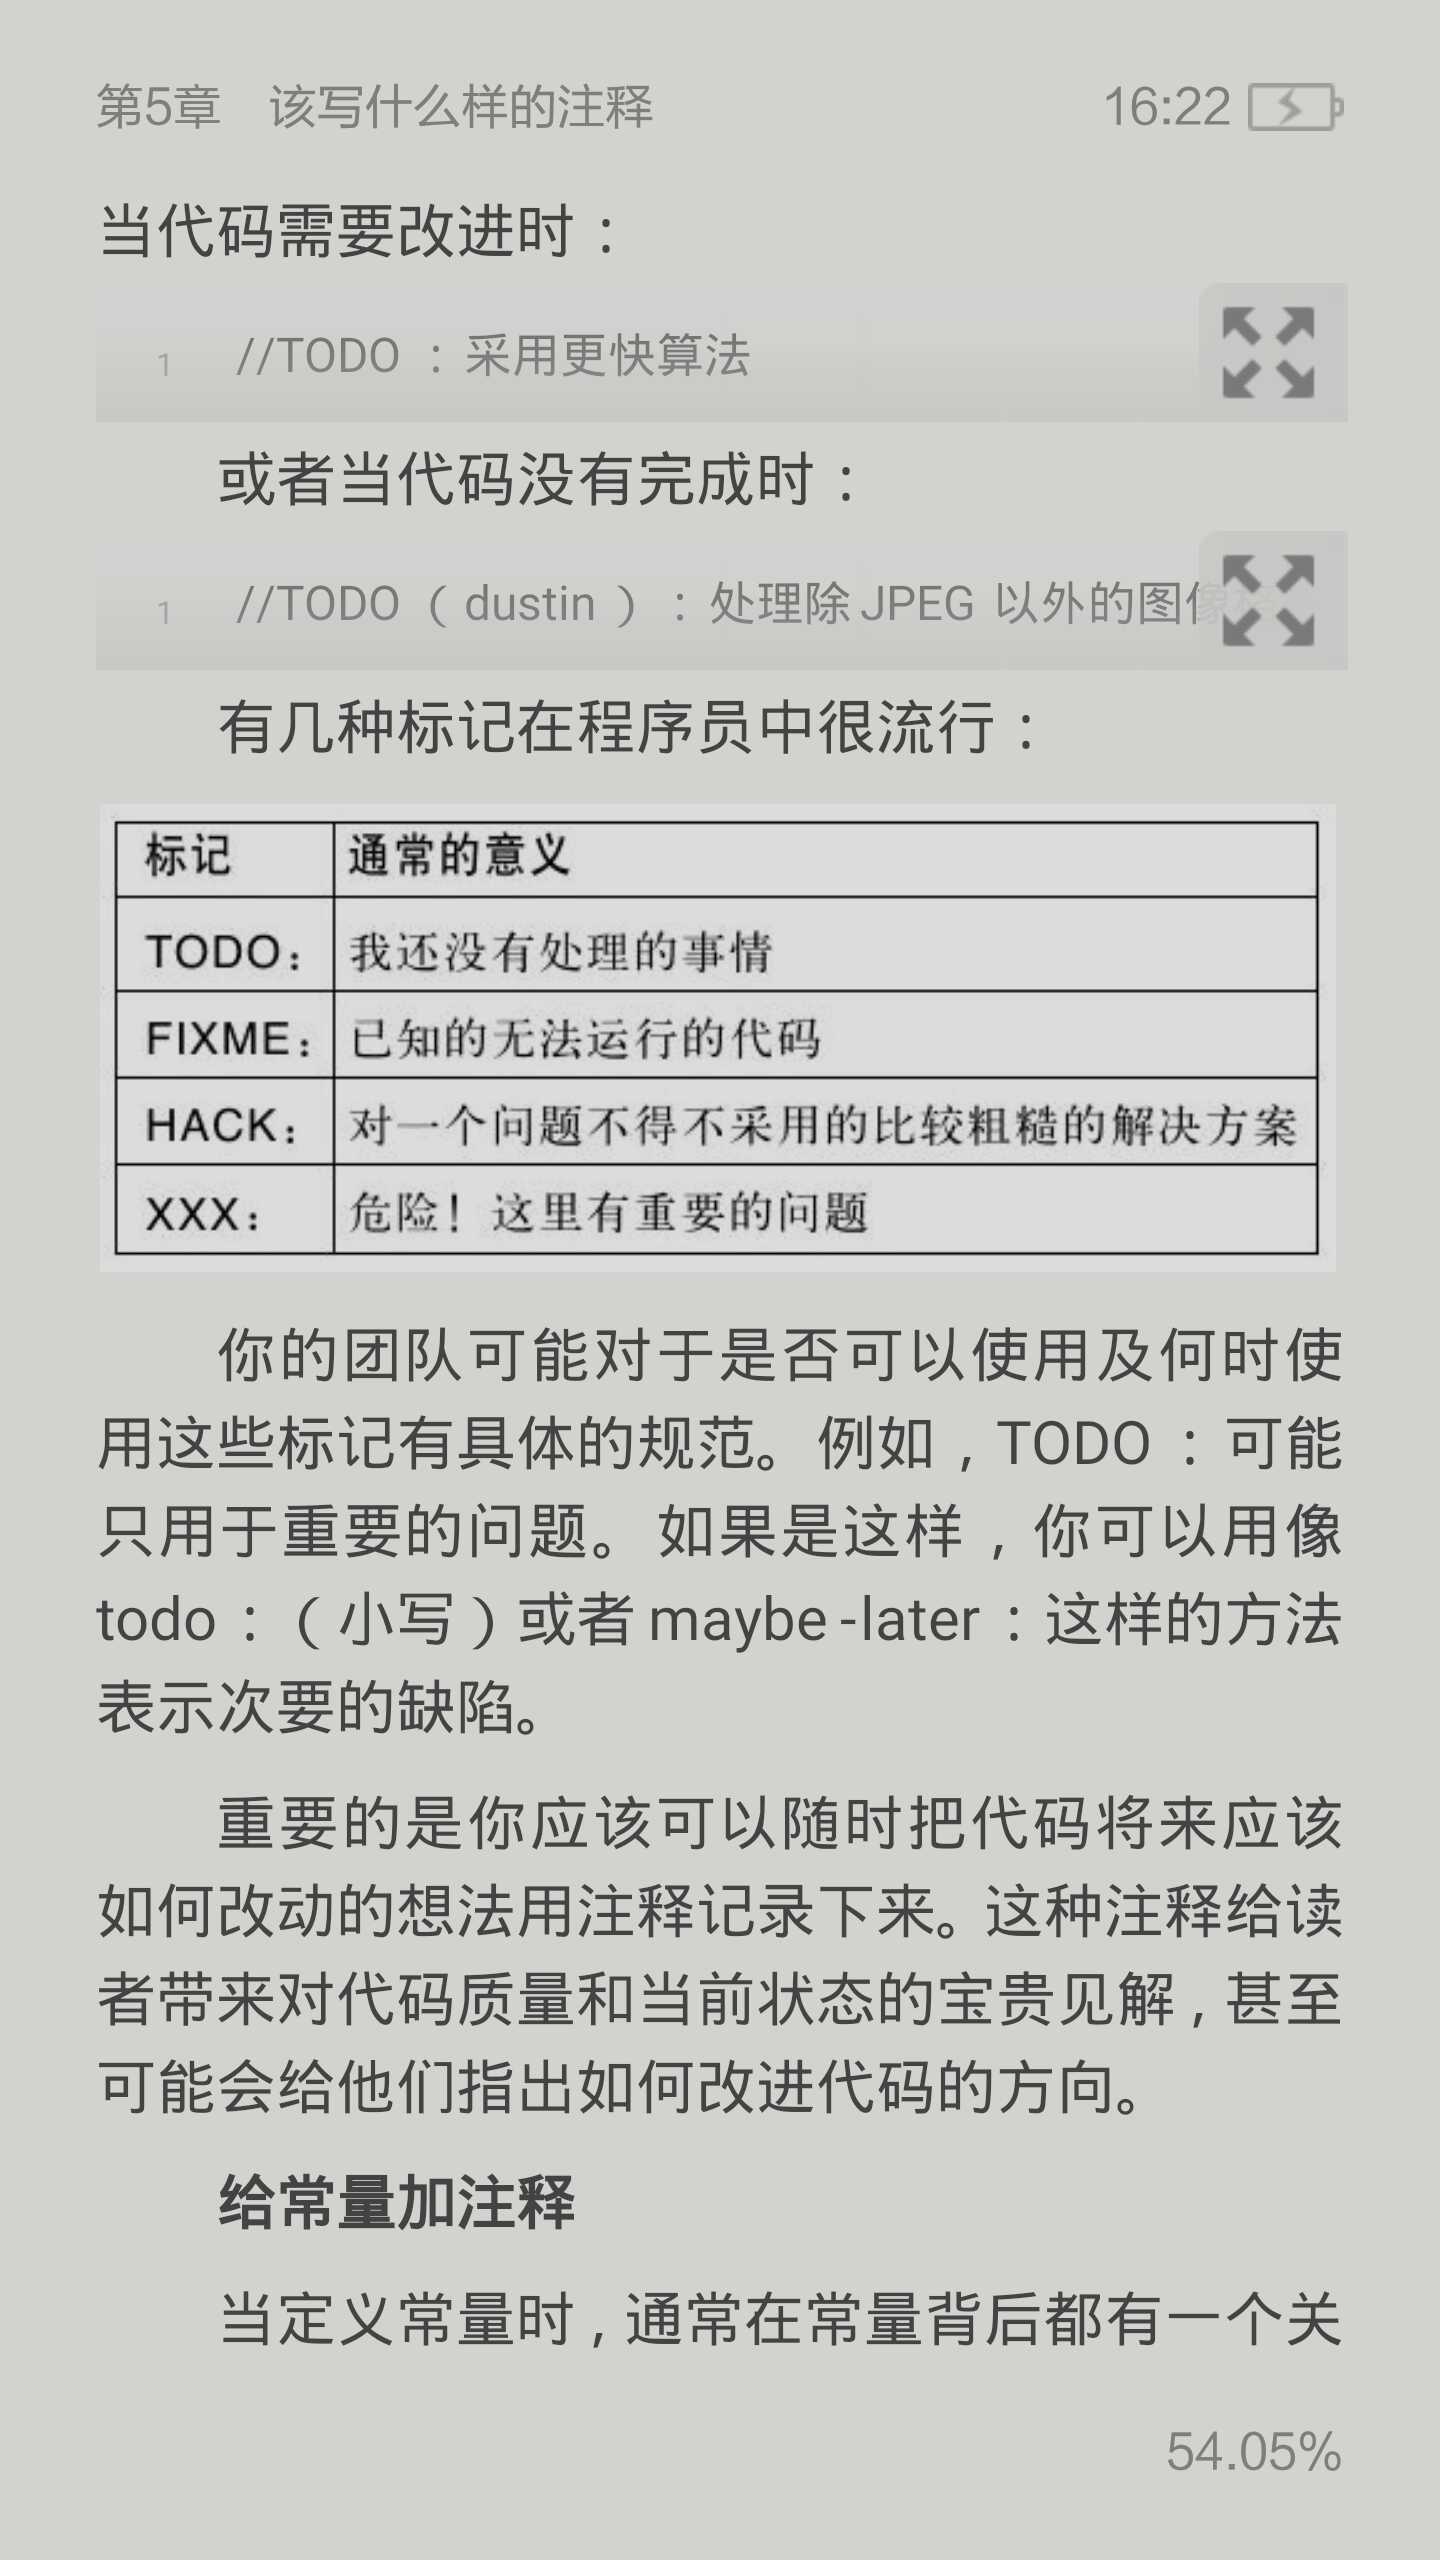 第5章 该写什么样的注释 16:22
当代码需要改进时：
1 //TODO ：采用更快算法
或者当代码没有完成时：
1 //TODO（dustin）：处理除JPEG 以外的图像
有几种标记在程序员中很流行：
标记 通常的意义
TODO： 我还没有处理的事情
FIXME： 已知的无法运行的代码
HACK： 对一个问题不得不采用的比较粗糙的解决方案
XXX： 危险！这里有重要的问题
你的团队可能对于是否可以使用及何时使
用这些标记有具体的规范。例如，TODO ：可能
只用于重要的问题。如果是这样，你可以用像
todo ：（小写）或者maybe-later ：这样的方法
表示次要的缺陷。
重要的是你应该可以随时把代码将来应该
如何改动的想法用注释记录下来。这种注释给读
者带来对代码质量和当前状态的宝贵见解，甚至
可能会给他们指出如何改进代码的方向。
给常量加注释
当定义常量时，通常在常量背后都有一个关
54.05%